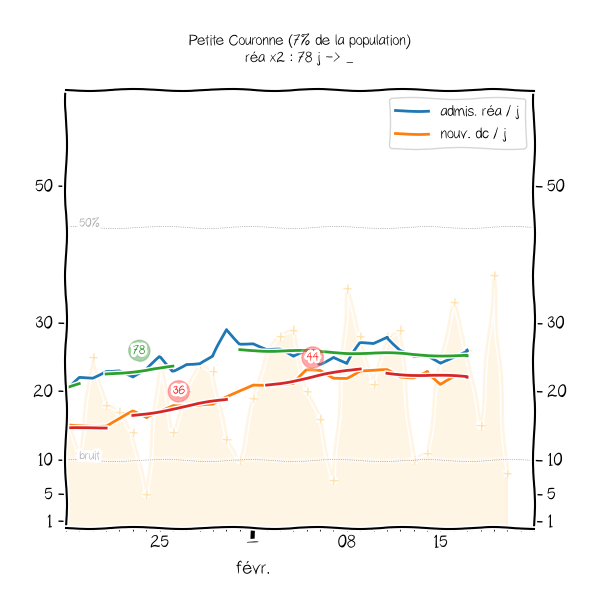 Petite Couronne (7% de la population)
réa x2 : 78 j -> _
admis. réa / j
nouv. dc / j
50 50
50%
30 30
78
44
36
20 20
bruit
10 10
5 5
1 1
25 1 08 15
févr.